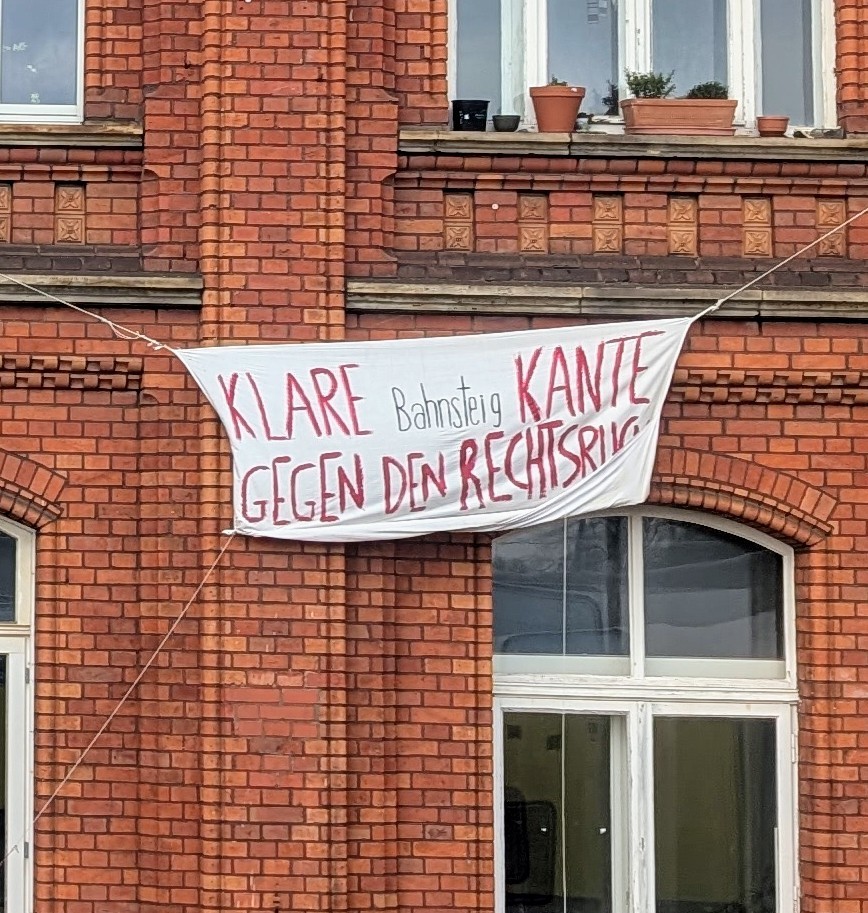 KLARE Bahnsteig KANTE
GEGEN DEN RECHTSRUCK